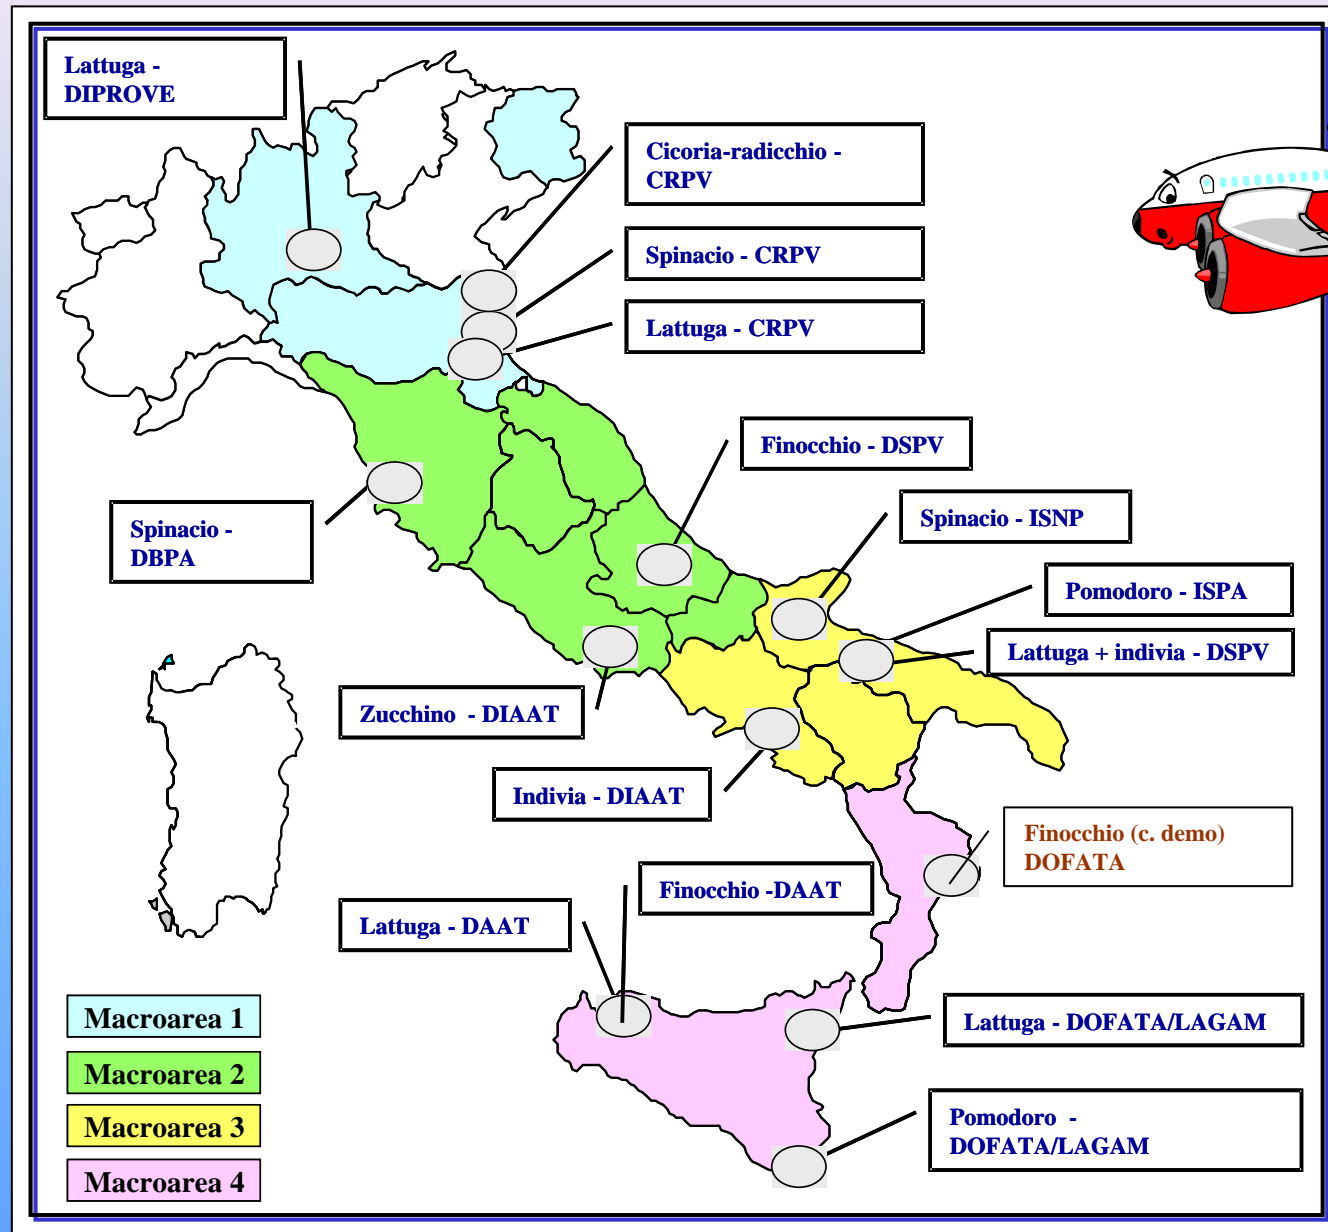 Lattuga -
DIPROVE
Cicoria-radicchio -
CRPV
Spinacio - CRPV
Lattuga - CRPV
Finocchio - DSPV
Spinacio - ISNP
Spinacio -
DBPA
Pomodoro - ISPA
Lattuga + indivia - DSPV
Zucchino - DIAAT
Indivia - DIAAT
Finocchio (c. demo)
DOFATA
Finocchio -DAAT
Lattuga - DAAT
Lattuga - DOFATA/LAGAM
Pomodoro -
DOFATA/LAGAM
Macroarea 1
Macroarea 2
Macroarea 3
Macroarea 4